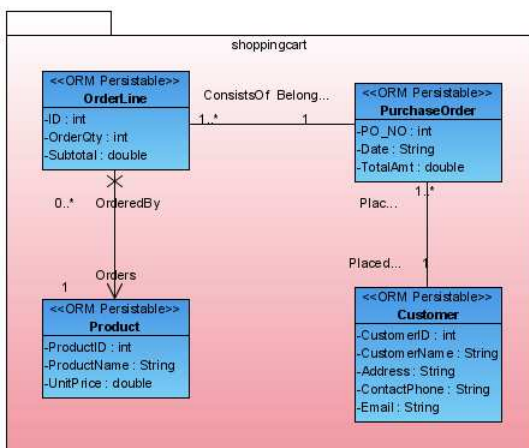 shoppingcart
<<ORM Persistable>>
OrderLine
-ID : int
-OrderQty : int
-Subtotal : double
ConsistsOf Belong...
1..* 1
<<ORM Persistable>>
PurchaseOrder
-PO_NO : int
-Date : String
-TotalAmt : double
0..* OrderedBy
1..*
Plac...
Placed... 1
Orders
1
<<ORM Persistable>>
Product
-ProductID : int
-ProductName : String
-UnitPrice : double
<<ORM Persistable>>
Customer
-CustomerID : int
-CustomerName : String
-Address : String
-ContactPhone : String
-Email : String